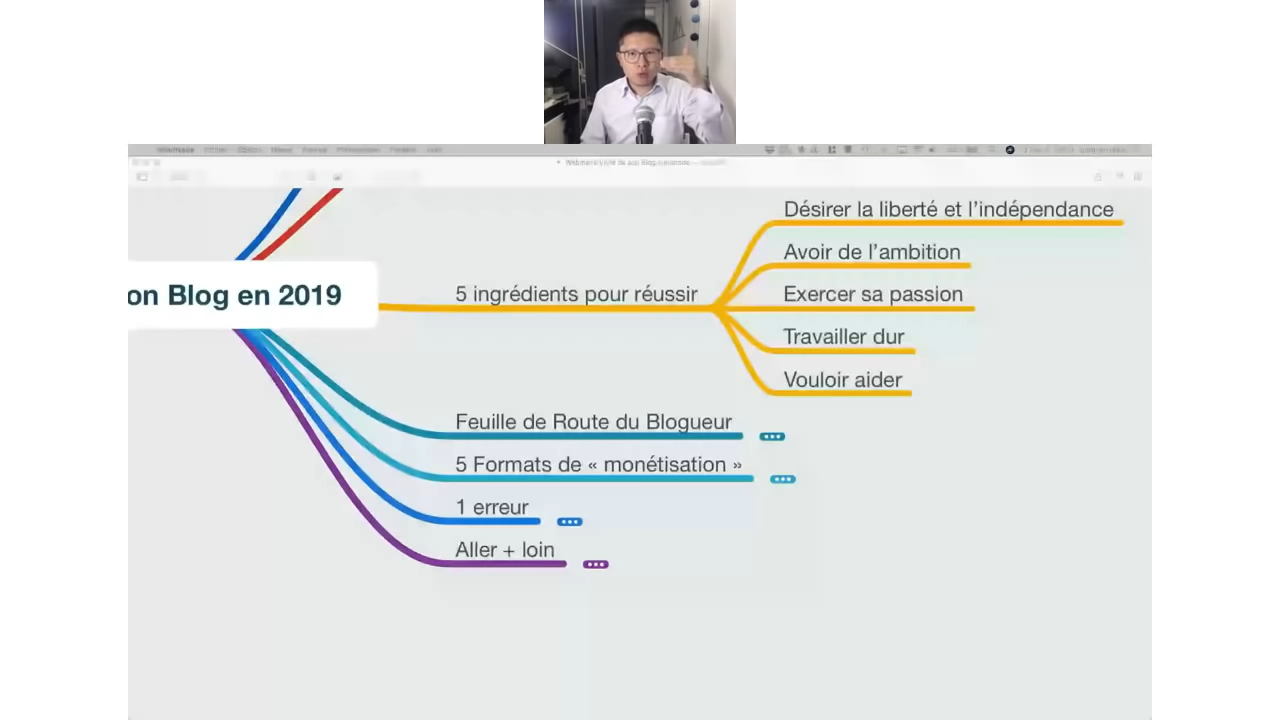 on Blog en 2019
5 ingrédients pour réussir
Désirer la liberté et l'indépendance
Avoir de l'ambition
Exercer sa passion
Travailler dur
Vouloir aider
Feuille de Route du Blogueur
5 Formats de « monétisation »
1 erreur
Aller + loin